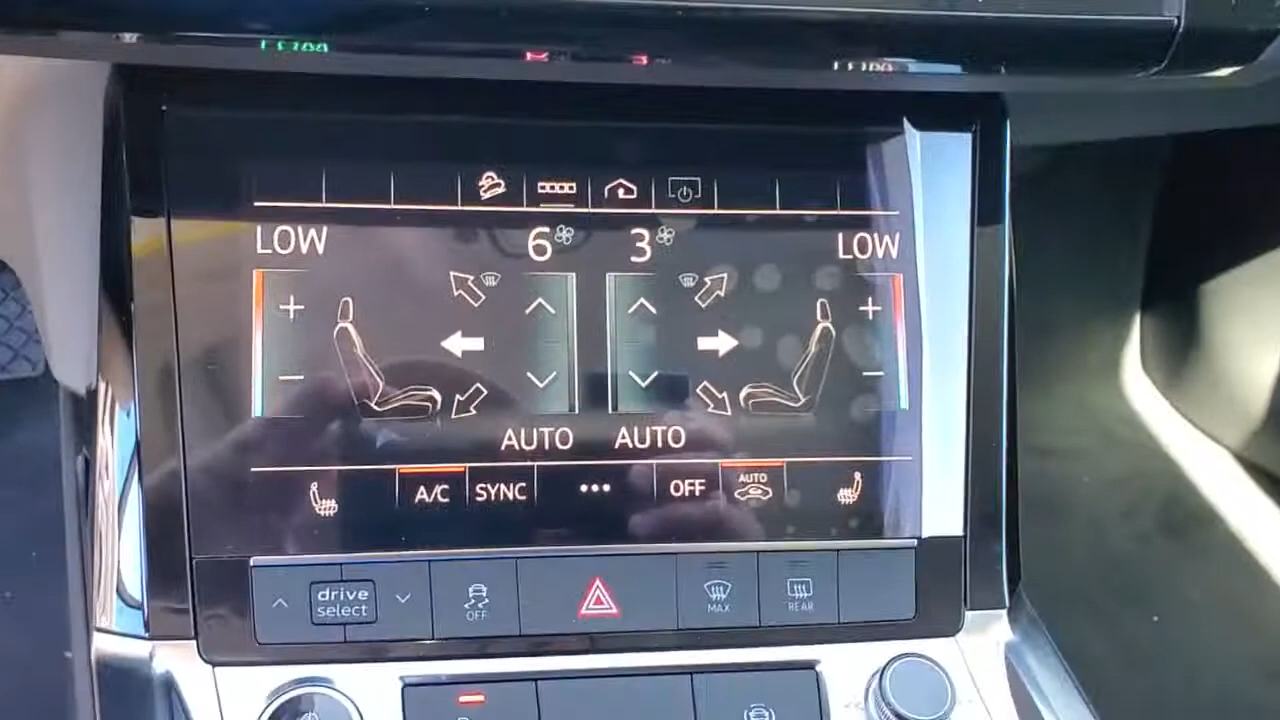 LOW 6 3 LOW
+ +
- -
AUTO AUTO
A/C SYNC ••• OFF AUTO
drive
select
OFF
MAX
REAR